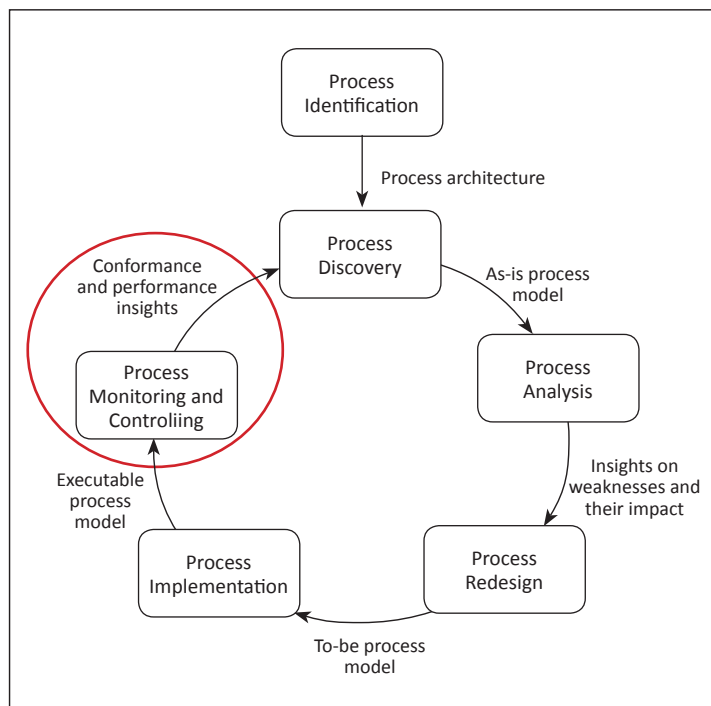 Process
Identification
Process architecture
Process
Discovery
As-is process
model
Process
Analysis
Insights on
weaknesses and
their impact
Process
Redesign
To-be process
model
Process
Implementation
Executable
process
model
Process
Monitoring and
Controliing
Conformance
and performance
insights